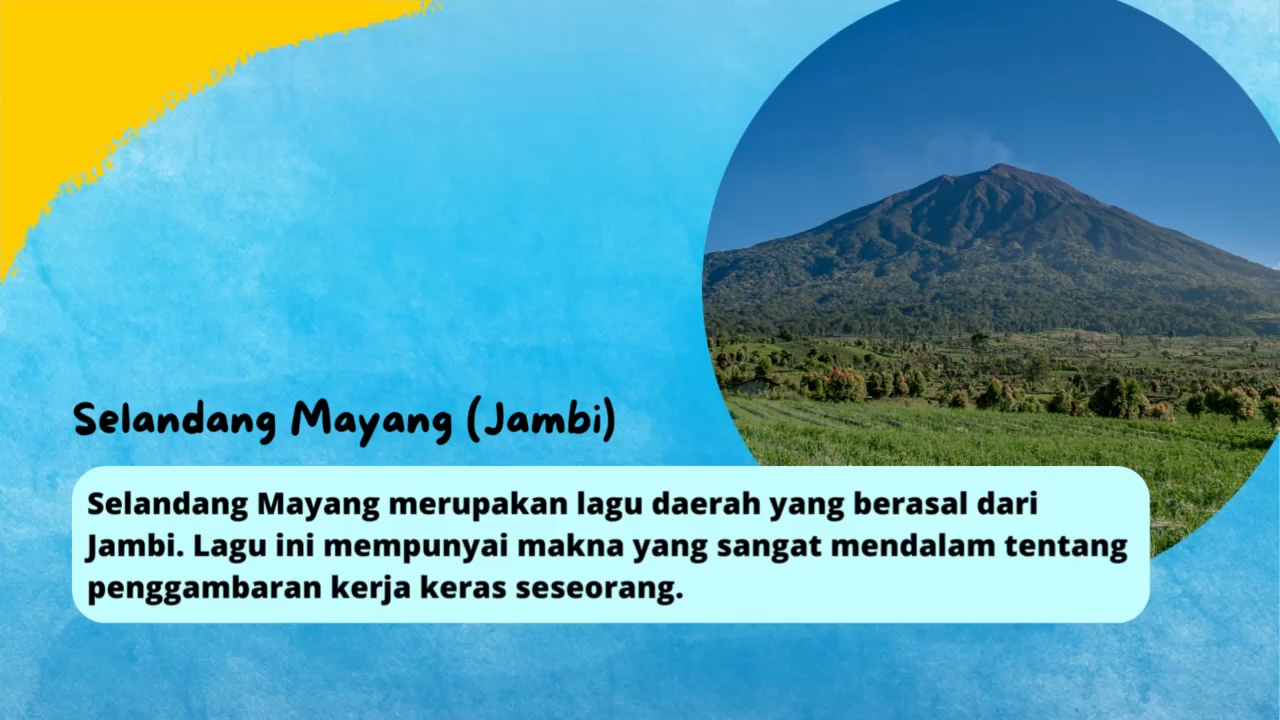 Selandang Mayang (Jambi)
Selandang Mayang merupakan lagu daerah yang berasal dari
Jambi. Lagu ini mempunyai makna yang sangat mendalam tentang
penggambaran kerja keras seseorang.